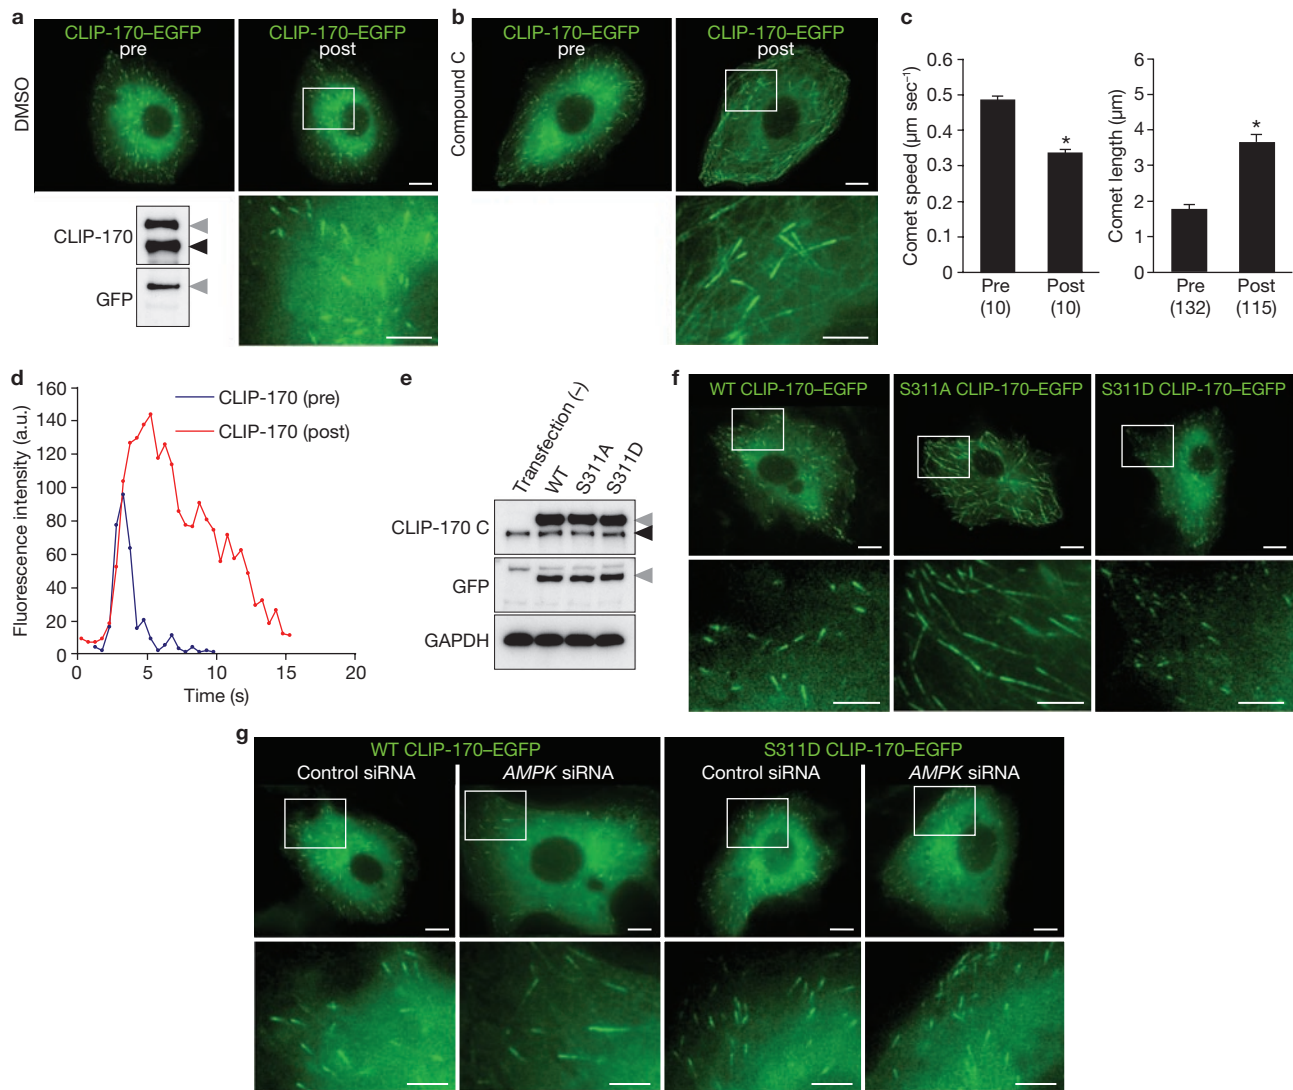 a
CLIP-170–EGFP
pre
CLIP-170–EGFP
post
DMSO
CLIP-170
GFP
b
CLIP-170–EGFP
pre
CLIP-170–EGFP
post
Compound C
c
Comet speed (µm sec⁻¹)
0.6
0.5
0.4
0.3
0.2
0.1
0
*
Pre
(10)
Post
(10)
Comet length (µm)
6
5
4
3
2
1
0
*
Pre
(132)
Post
(115)
d
Fluorescence intensity (a.u.)
160
140
120
100
80
60
40
20
0
CLIP-170 (pre)
CLIP-170 (post)
0
5
10
15
20
Time (s)
e
Transfection (–)
WT
S311A
S311D
CLIP-170 C
GFP
GAPDH
f
WT CLIP-170–EGFP
S311A CLIP-170–EGFP
S311D CLIP-170–EGFP
g
WT CLIP-170–EGFP
S311D CLIP-170–EGFP
Control siRNA
AMPK siRNA
Control siRNA
AMPK siRNA